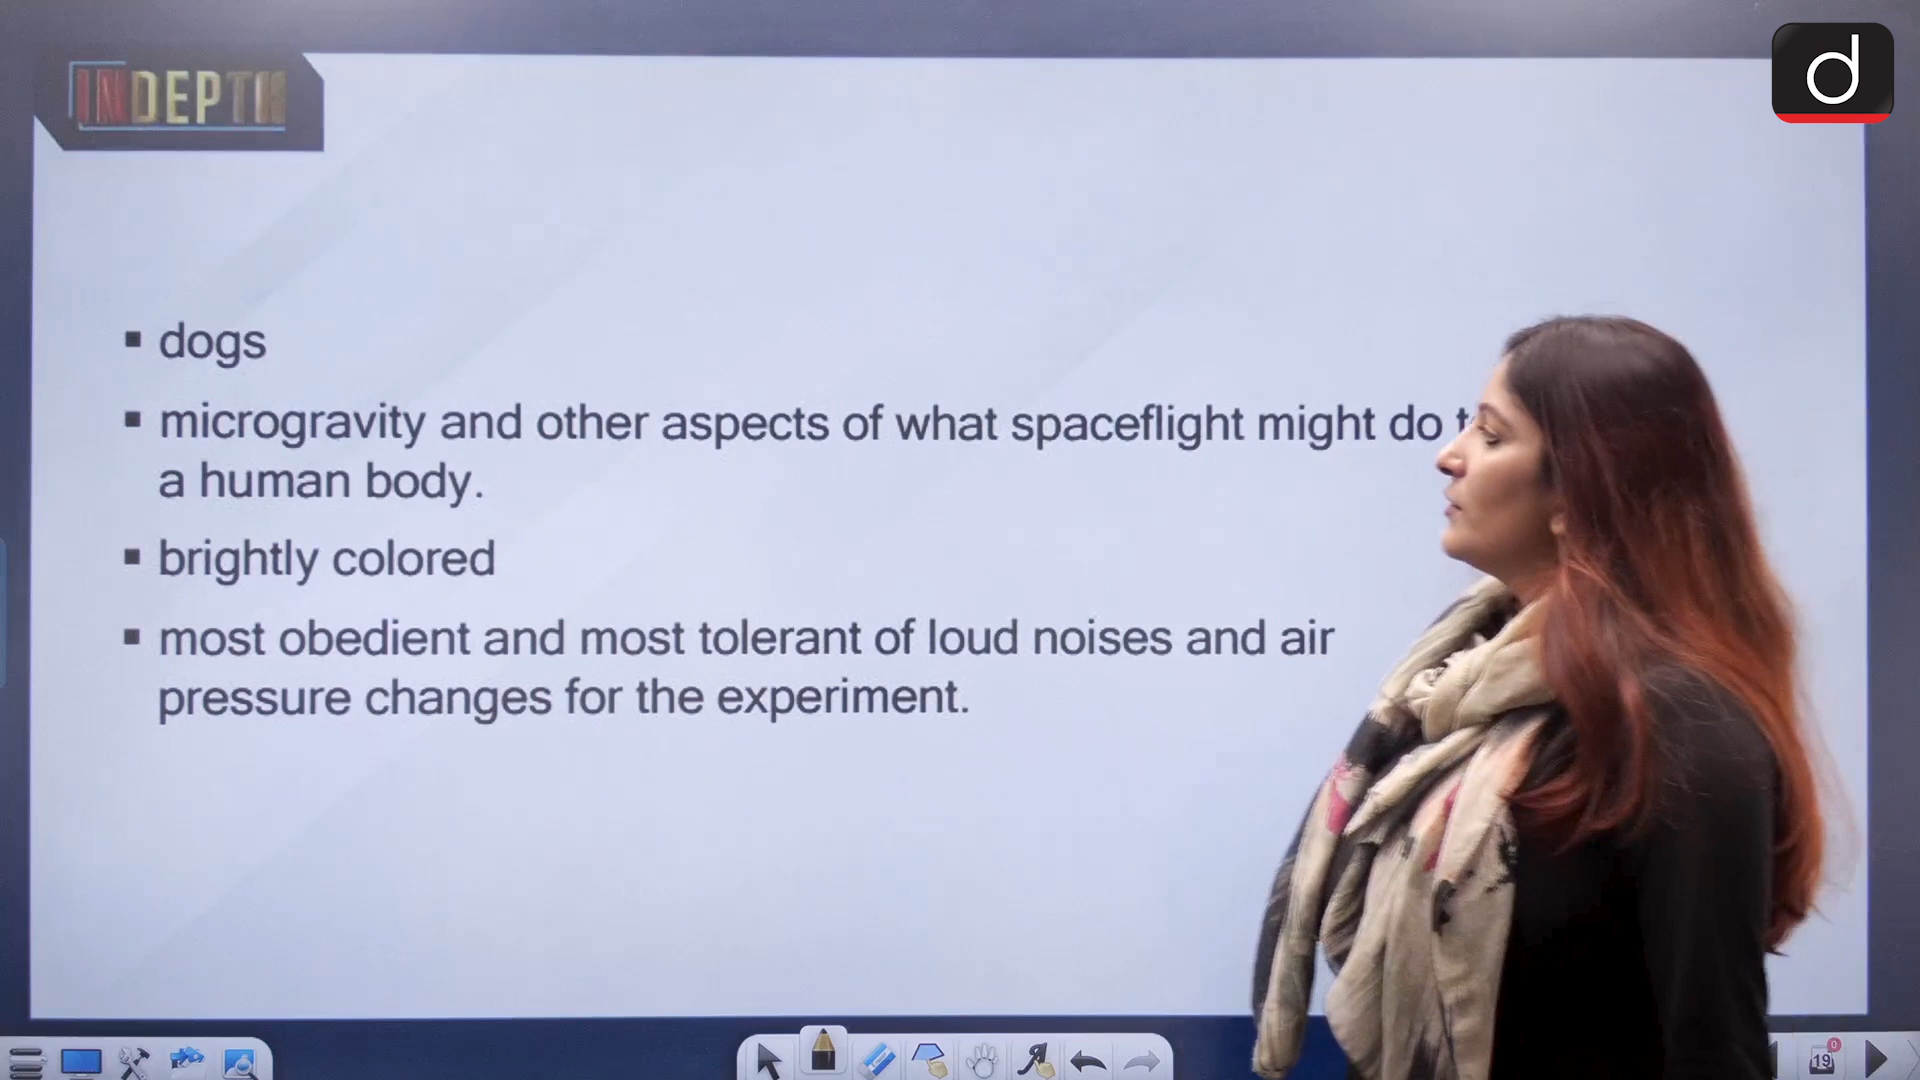 INDEPTH
d
dogs
microgravity and other aspects of what spaceflight might do
a human body.
brightly colored
most obedient and most tolerant of loud noises and air
pressure changes for the experiment.
0
19